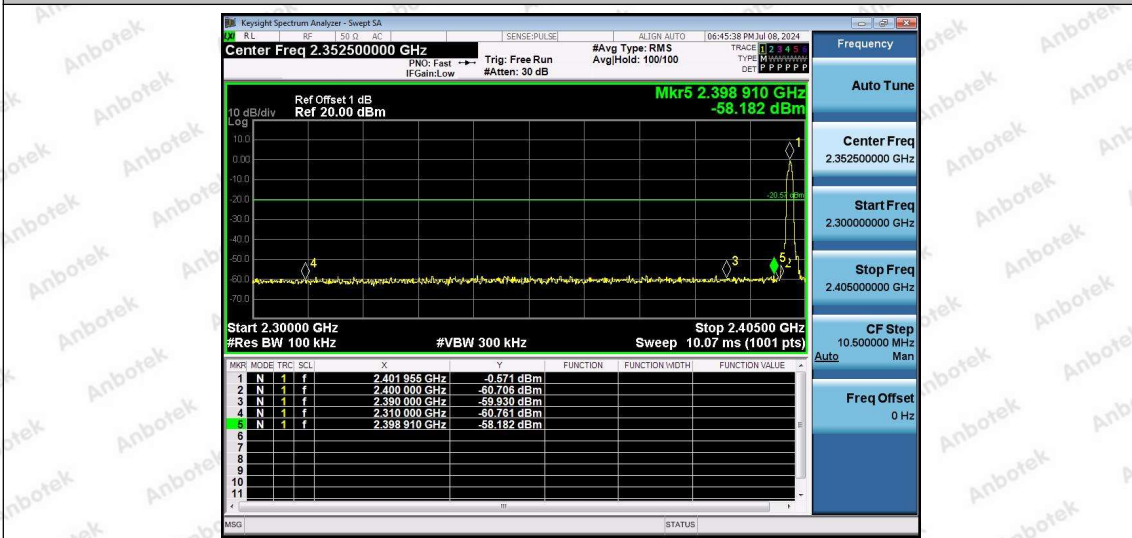 Keysight Spectrum Analyzer - Swept SA
RL RF 50 Ω AC SENSE:PULSE ALIGN AUTO 06:45:38 PM Jul 08, 2024
Center Freq 2.352500000 GHz #Avg Type: RMS TRACE 1 2 3 4 5 6
PNO: Fast Trig: Free Run Avg|Hold: 100/100 TYPE M WWWWW
IFGain:Low #Atten: 30 dB DET P P P P P P
Frequency
Auto Tune
Center Freq
2.352500000 GHz
Start Freq
2.300000000 GHz
Stop Freq
2.405000000 GHz
CF Step
10.500000 MHz
Auto Man
Freq Offset
0 Hz
Mkr5 2.398 910 GHz
-58.182 dBm
Ref Offset 1 dB
10 dB/div Ref 20.00 dBm
Log
10.0
0.00
-10.0
-20.0
-30.0
-40.0
-50.0
-60.0
-70.0
1
-20.57 dBm
4 3 5 2
Start 2.30000 GHz Stop 2.40500 GHz
#Res BW 100 kHz #VBW 300 kHz Sweep 10.07 ms (1001 pts)
MKR MODE TRC SCL X Y FUNCTION FUNCTION WIDTH FUNCTION VALUE
1 N 1 f 2.401 955 GHz -0.571 dBm
2 N 1 f 2.400 000 GHz -60.706 dBm
3 N 1 f 2.390 000 GHz -59.930 dBm
4 N 1 f 2.310 000 GHz -60.761 dBm
5 N 1 f 2.398 910 GHz -58.182 dBm
6
7
8
9
10
11
MSG STATUS
Anbotek